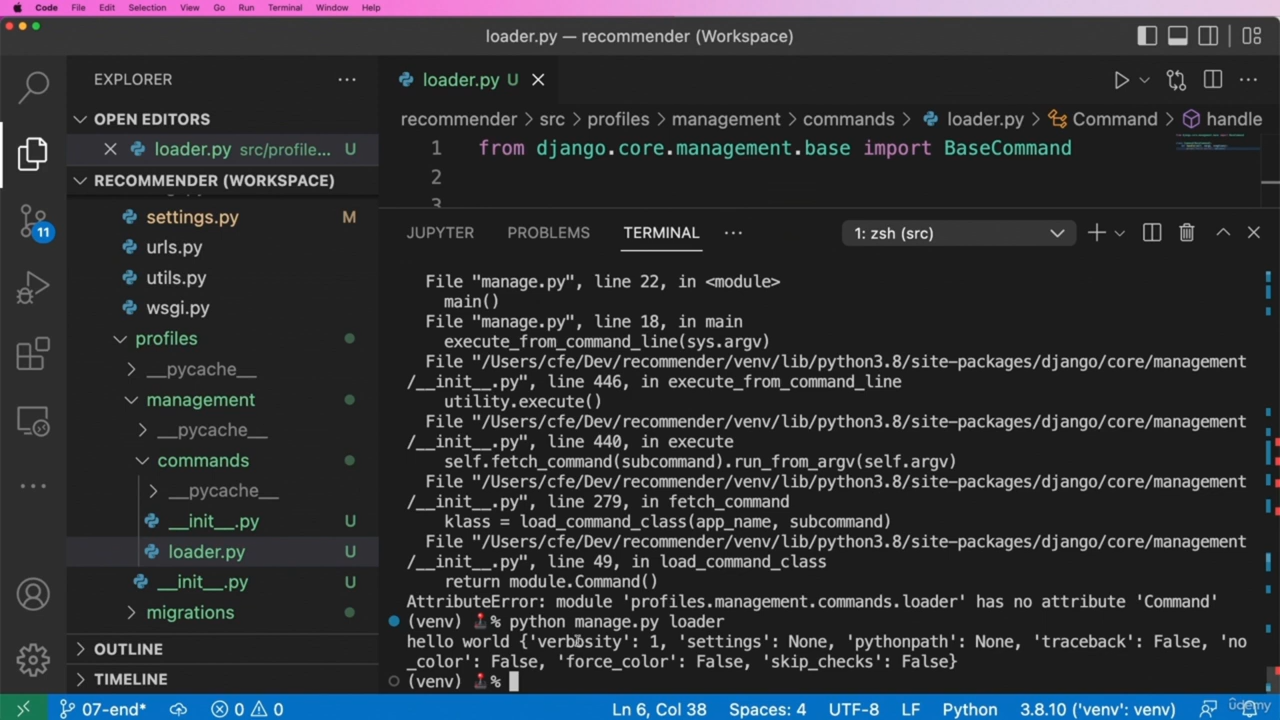 Code File Edit Selection View Go Run Terminal Window Help
loader.py — recommender (Workspace)
EXPLORER
OPEN EDITORS
loader.py src/profile... U
RECOMMENDER (WORKSPACE)
settings.py M
urls.py
utils.py
wsgi.py
profiles
__pycache__
management
__pycache__
commands
__pycache__
__init__.py U
loader.py U
__init__.py U
migrations
OUTLINE
TIMELINE
11
loader.py U
recommender > src > profiles > management > commands > loader.py > Command > handle
1 from django.core.management.base import BaseCommand
2
3
JUPYTER PROBLEMS TERMINAL ... 1: zsh (src)
File "manage.py", line 22, in <module>
main()
File "manage.py", line 18, in main
execute_from_command_line(sys.argv)
File "/Users/cfe/Dev/recommender/venv/lib/python3.8/site-packages/django/core/management
/__init__.py", line 446, in execute_from_command_line
utility.execute()
File "/Users/cfe/Dev/recommender/venv/lib/python3.8/site-packages/django/core/management
/__init__.py", line 440, in execute
self.fetch_command(subcommand).run_from_argv(self.argv)
File "/Users/cfe/Dev/recommender/venv/lib/python3.8/site-packages/django/core/management
/__init__.py", line 279, in fetch_command
klass = load_command_class(app_name, subcommand)
File "/Users/cfe/Dev/recommender/venv/lib/python3.8/site-packages/django/core/management
/__init__.py", line 49, in load_command_class
return module.Command()
AttributeError: module 'profiles.management.commands.loader' has no attribute 'Command'
(venv) % python manage.py loader
hello world {'verbosity': 1, 'settings': None, 'pythonpath': None, 'traceback': False, 'no
_color': False, 'force_color': False, 'skip_checks': False}
(venv) %
07-end* 0 0 Ln 6, Col 38 Spaces: 4 UTF-8 LF Python 3.8.10 ('venv': venv)
udemy